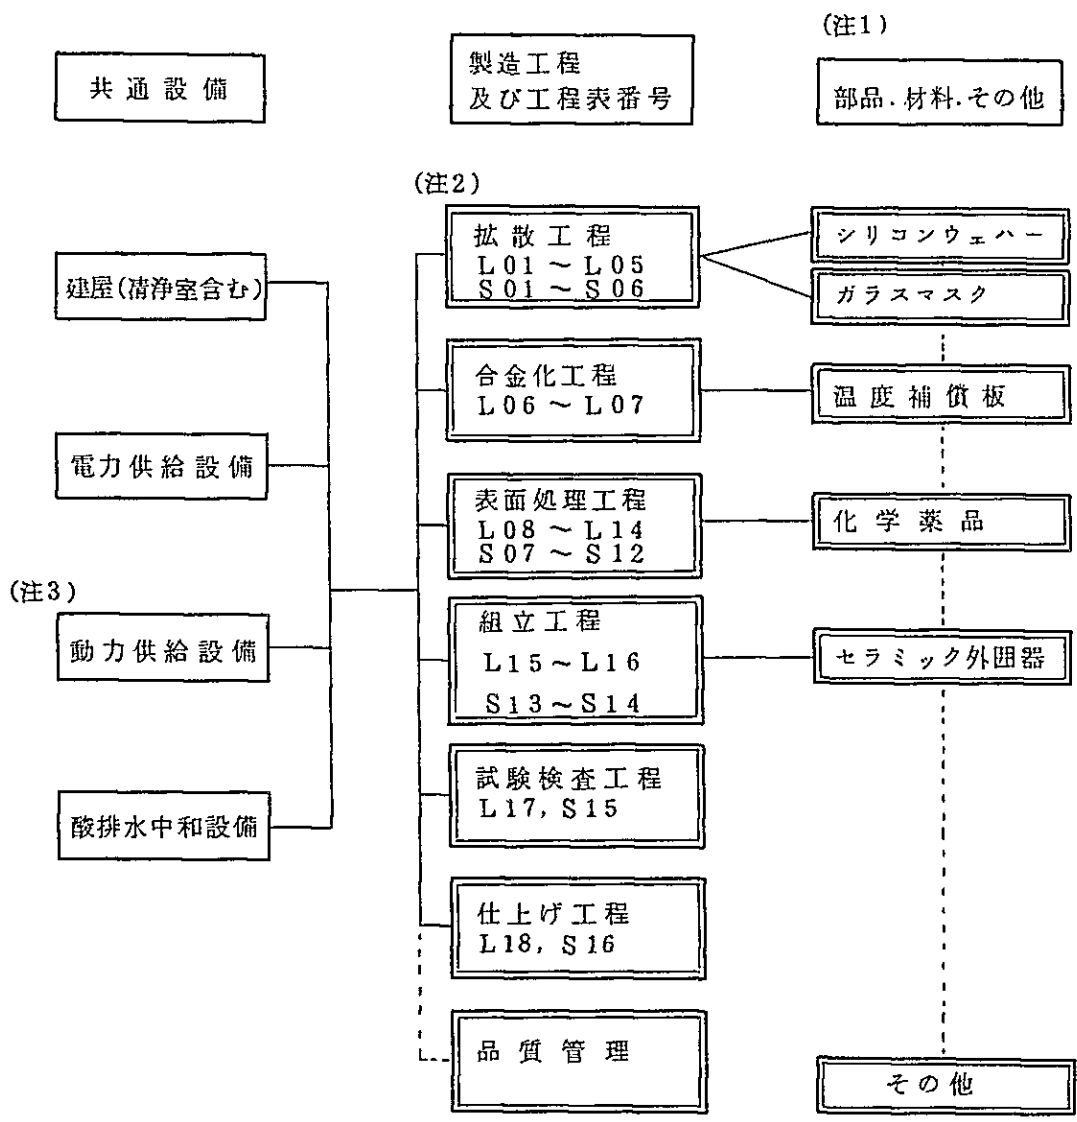 (注1)
共通設備
製造工程
及び工程表番号
部品.材料.その他
(注2)
拡散工程
L01～L05
S01～S06
シリコンウェハー
ガラスマスク
建屋(清浄室含む)
合金化工程
L06～L07
温度補償板
電力供給設備
表面処理工程
L08～L14
S07～S12
化学薬品
(注3)
動力供給設備
組立工程
L15～L16
S13～S14
セラミック外囲器
試験検査工程
L17, S15
酸排水中和設備
仕上げ工程
L18, S16
品質管理
その他